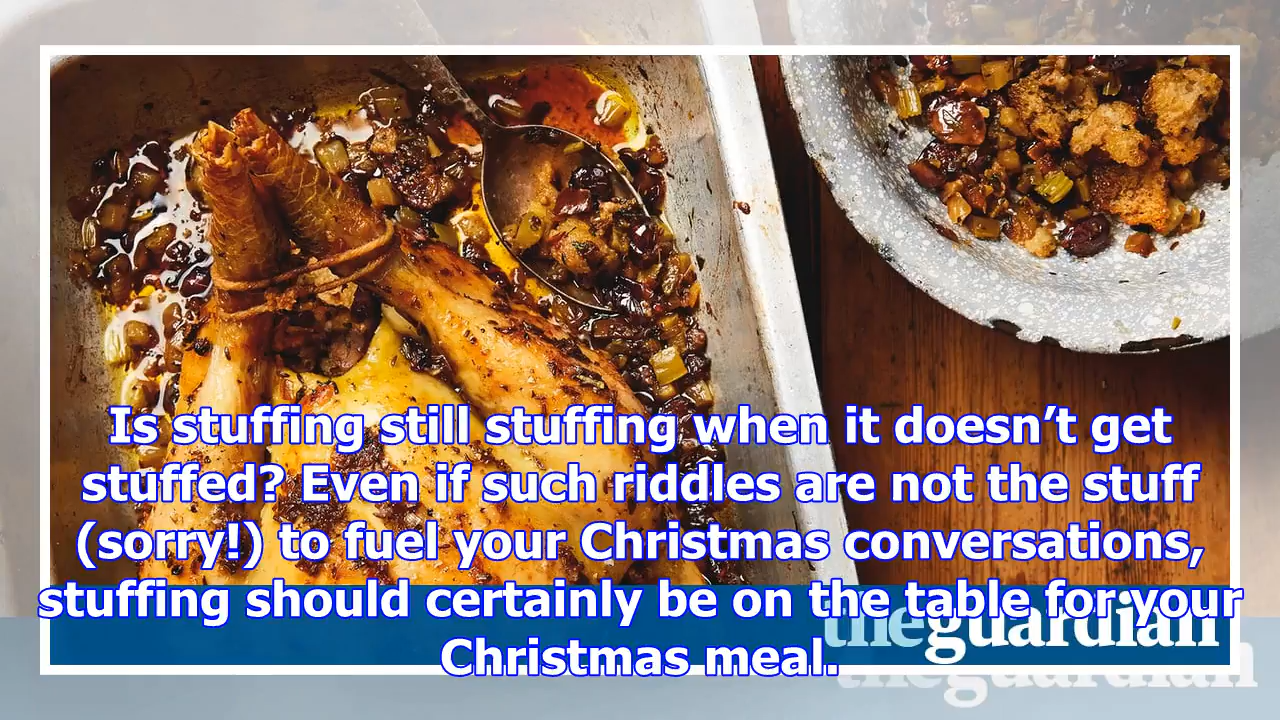 Is stuffing still stuffing when it doesn’t get
stuffed? Even if such riddles are not the stuff
(sorry!) to fuel your Christmas conversations,
stuffing should certainly be on the table for your
Christmas meal.
theguardian
theguardian